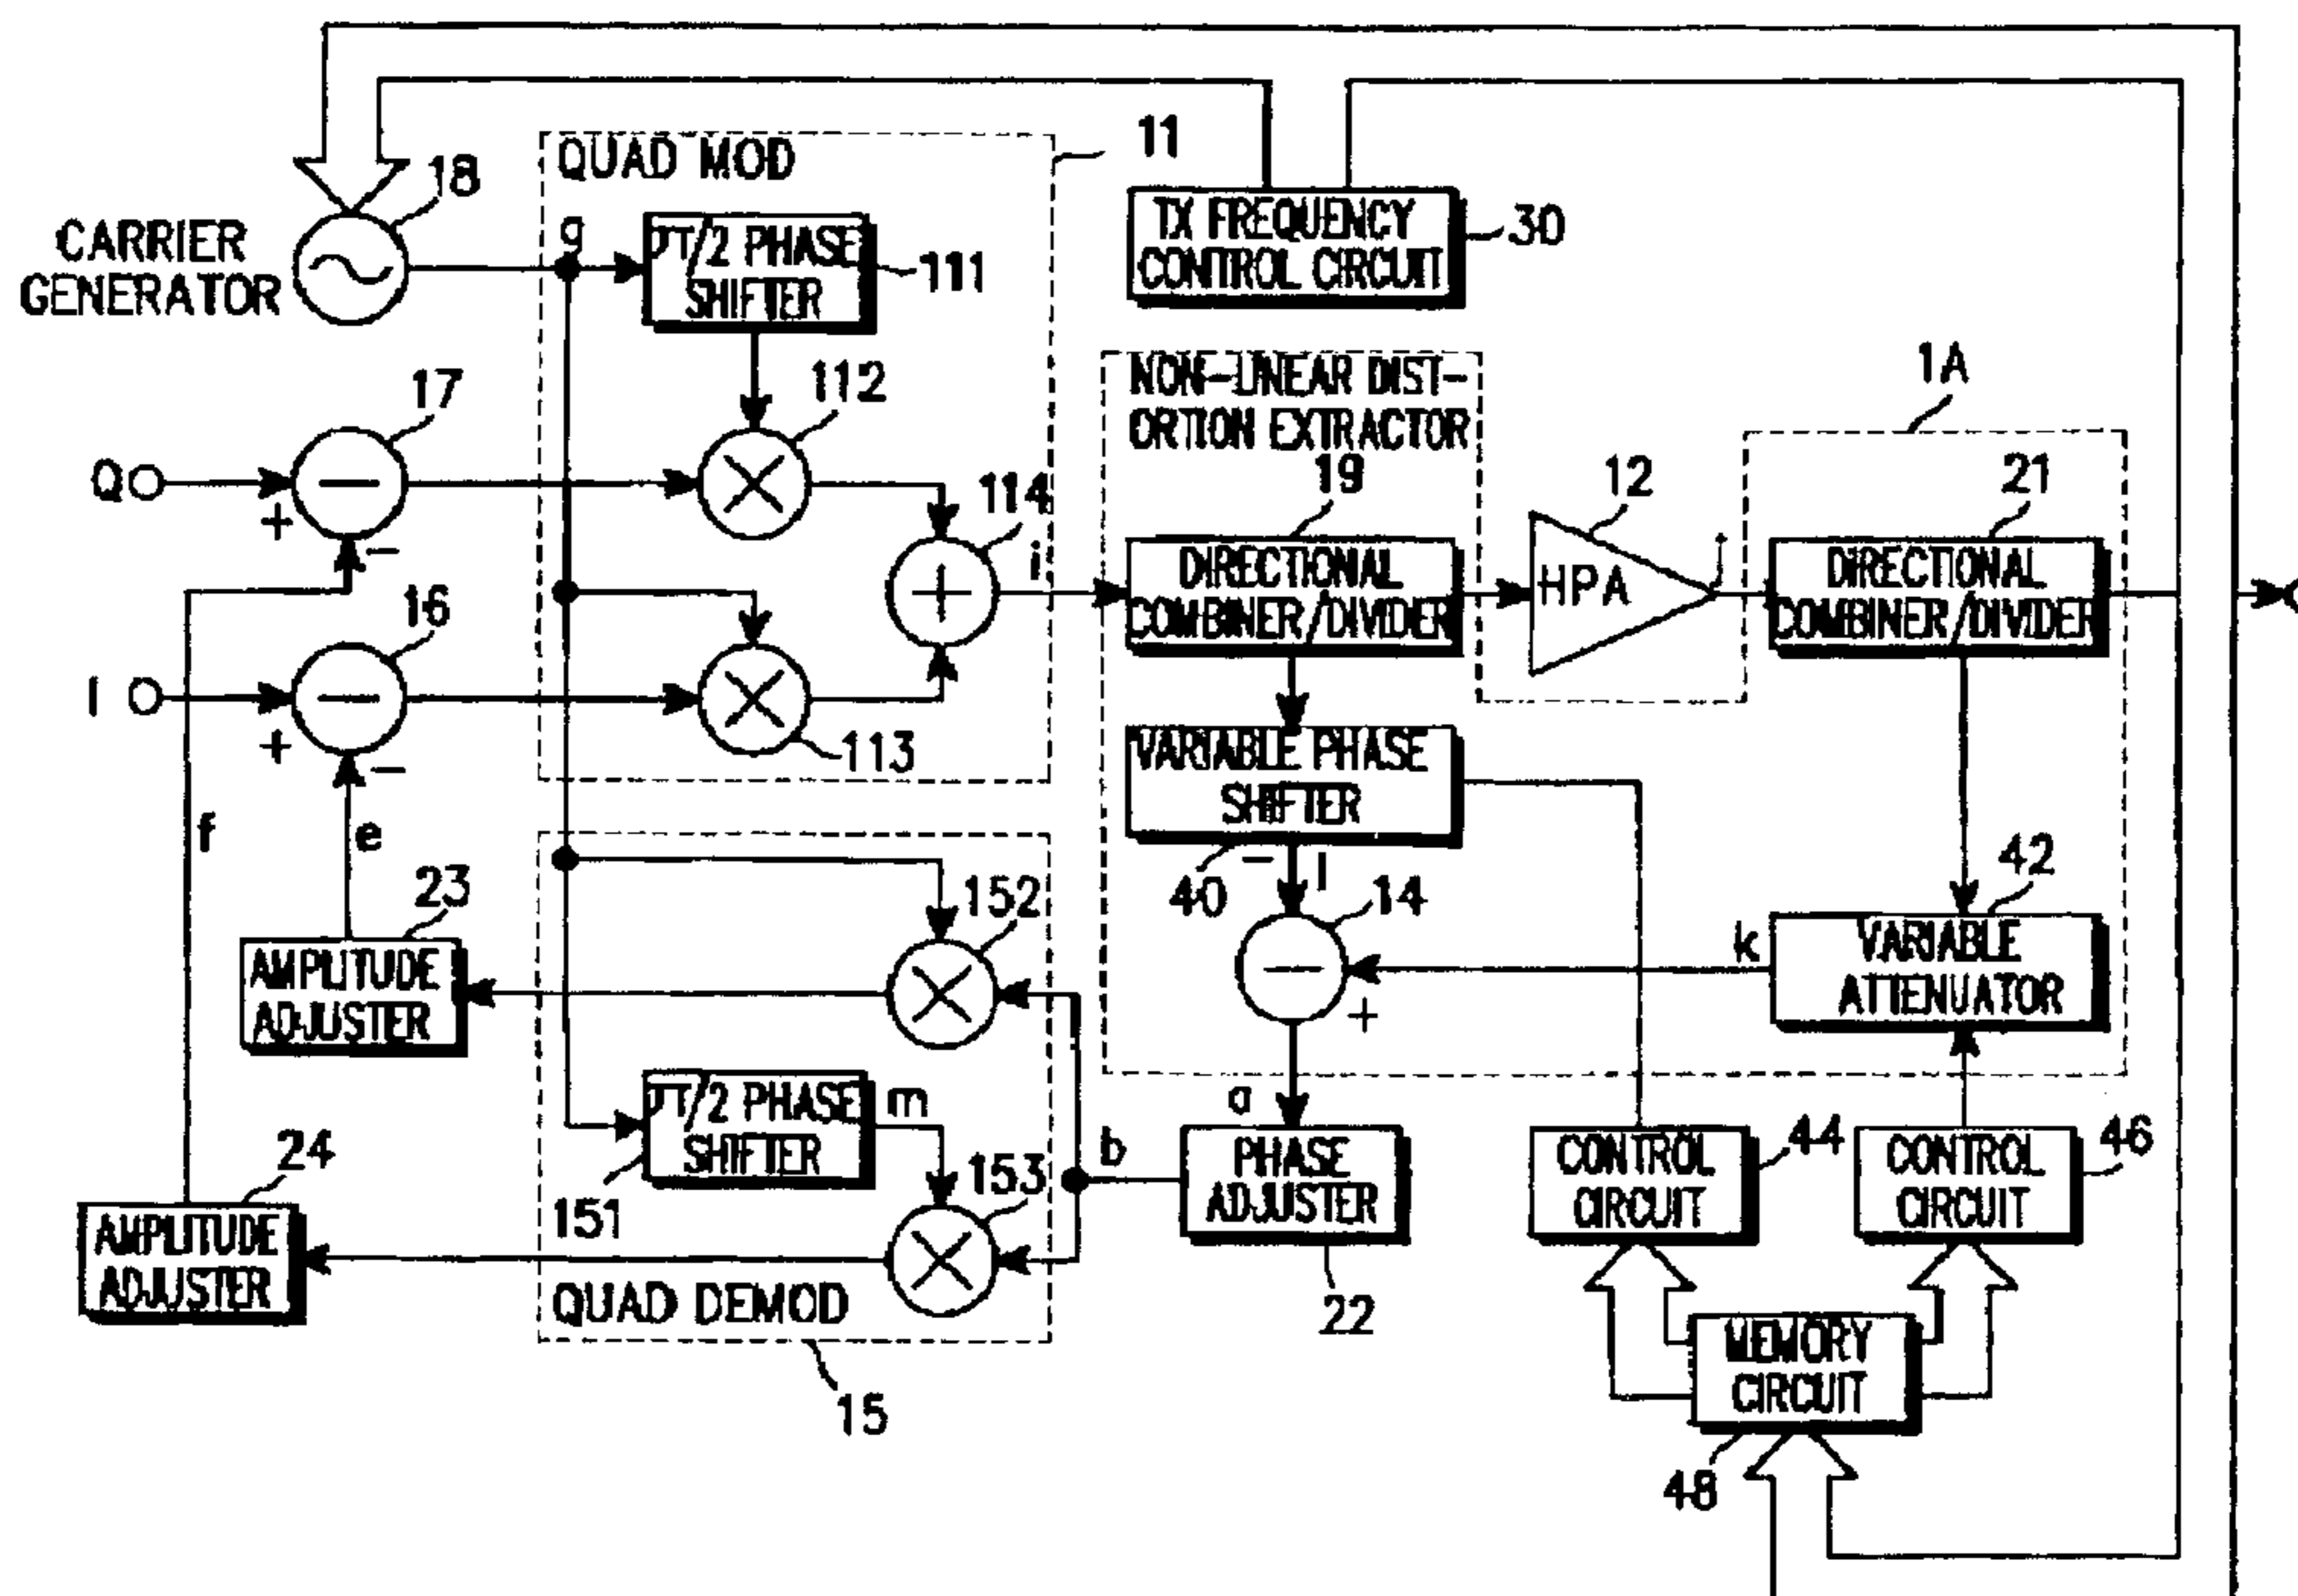 11
QUAD MOD
18
CARRIER
GENERATOR
g
π/2 PHASE
SHIFTER
111
TX FREQUENCY
CONTROL CIRCUIT
30
17
112
NON-LINEAR DIST-
ORTION EXTRACTOR
1A
Q
+
-
114
19
12
21
i
DIRECTIONAL
COMBINER/DIVIDER
HPA
j
DIRECTIONAL
COMBINER/DIVIDER
16
I
+
-
113
VARIABLE PHASE
SHIFTER
f
e
40
-
l
14
42
23
152
AMPLITUDE
ADJUSTER
k
VARIABLE
ATTENUATOR
+
π/2 PHASE
SHIFTER
m
a
151
153
b
PHASE
ADJUSTER
22
CONTROL
CIRCUIT
44
CONTROL
CIRCUIT
46
24
AMPLITUDE
ADJUSTER
QUAD DEMOD
15
MEMORY
CIRCUIT
48